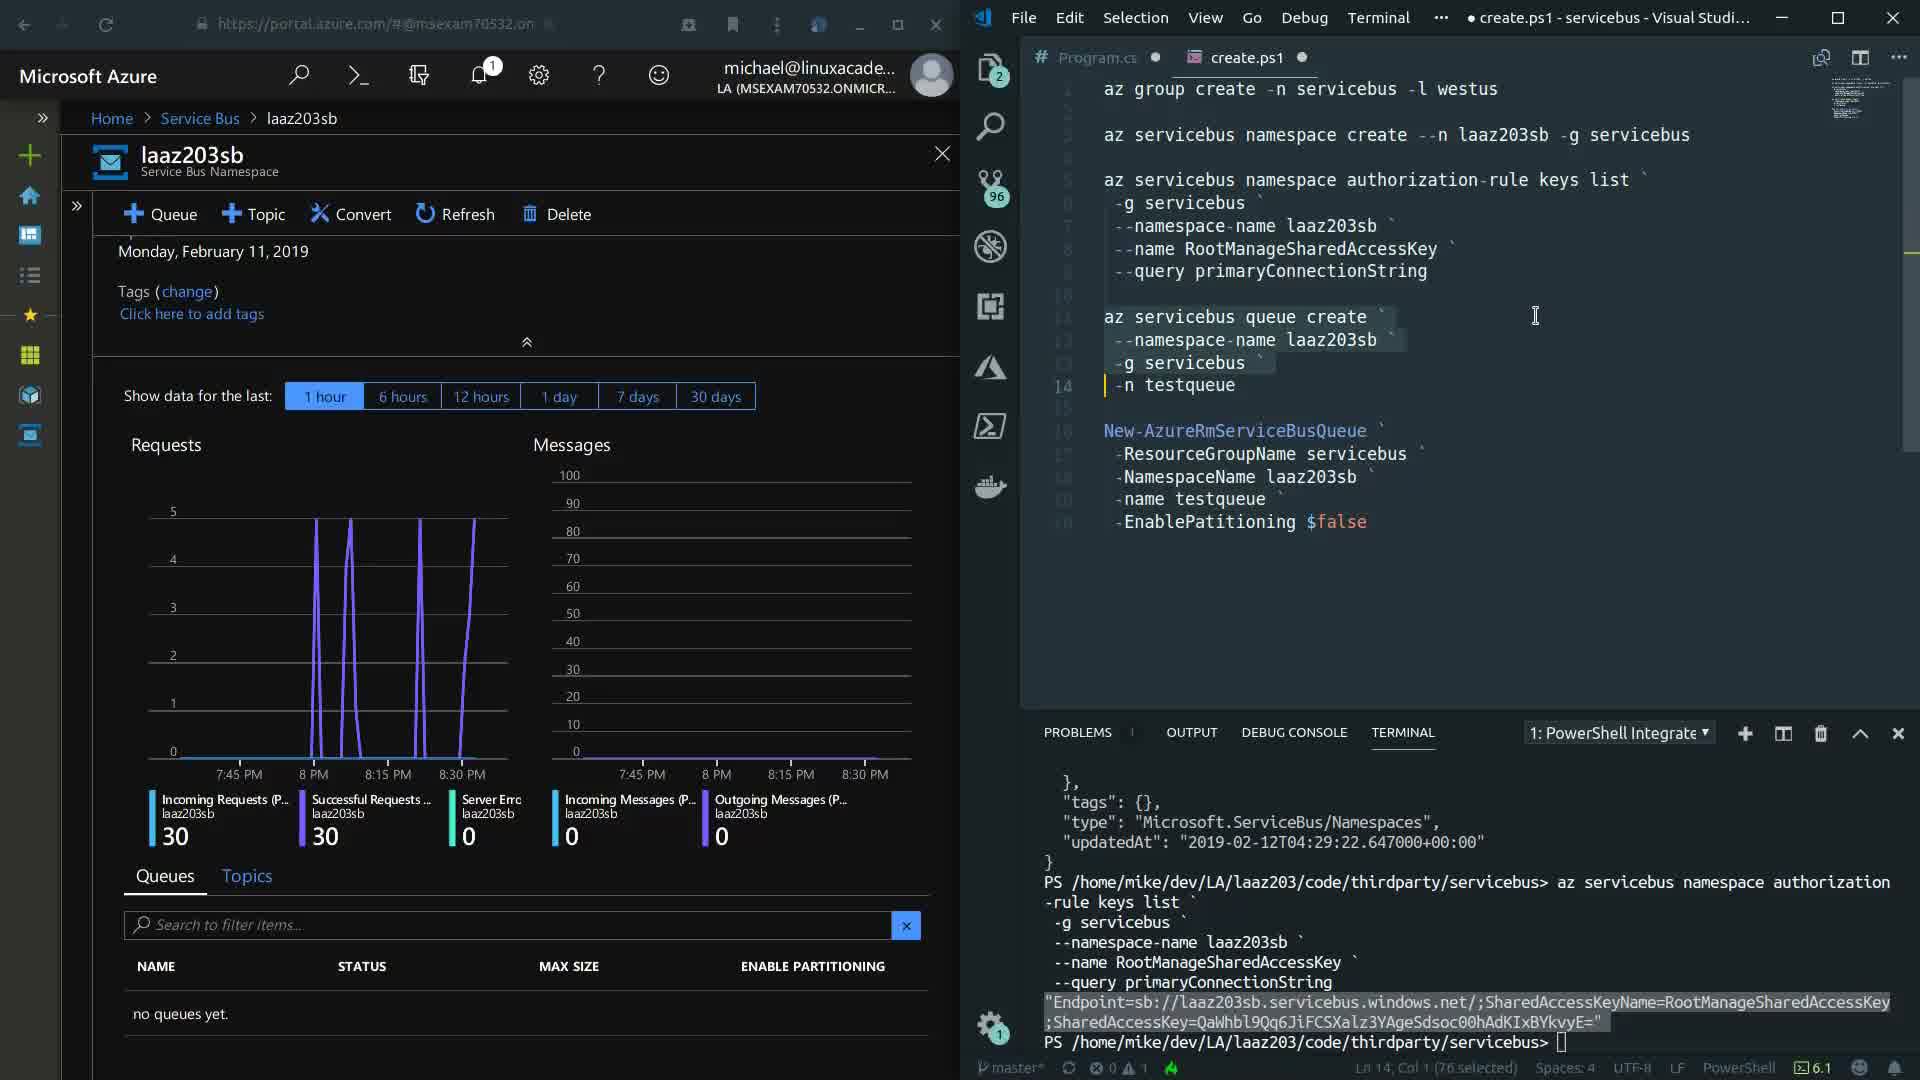 https://portal.azure.com/#@msexam70532.on
Microsoft Azure
1
michael@linuxacade...
LA (MSEXAM70532.ONMICR...
Home > Service Bus > laaz203sb
laaz203sb
Service Bus Namespace
Queue
Topic
Convert
Refresh
Delete
Monday, February 11, 2019
Tags (change)
Click here to add tags
Show data for the last:
1 hour
6 hours
12 hours
1 day
7 days
30 days
Requests
5
4
3
2
1
0
7:45 PM
8 PM
8:15 PM
8:30 PM
Incoming Requests (P...
laaz203sb
30
Successful Requests ...
laaz203sb
30
Server Erro
laaz203sb
0
Messages
100
90
80
70
60
50
40
30
20
10
0
7:45 PM
8 PM
8:15 PM
8:30 PM
Incoming Messages (P...
laaz203sb
0
Outgoing Messages (P...
laaz203sb
0
Queues
Topics
Search to filter items...
NAME STATUS MAX SIZE ENABLE PARTITIONING
no queues yet.
File Edit Selection View Go Debug Terminal ··· ● create.ps1 - servicebus - Visual Studi...
2
96
1
# Program.cs ●
create.ps1 ●
az group create -n servicebus -l westus
az servicebus namespace create --n laaz203sb -g servicebus
az servicebus namespace authorization-rule keys list `
-g servicebus `
--namespace-name laaz203sb `
--name RootManageSharedAccessKey `
--query primaryConnectionString
az servicebus queue create `
--namespace-name laaz203sb `
-g servicebus `
14 -n testqueue
New-AzureRmServiceBusQueue `
-ResourceGroupName servicebus `
-NamespaceName laaz203sb `
-name testqueue `
-EnablePatitioning $false
PROBLEMS OUTPUT DEBUG CONSOLE TERMINAL
1: PowerShell Integrate
},
"tags": {},
"type": "Microsoft.ServiceBus/Namespaces",
"updatedAt": "2019-02-12T04:29:22.647000+00:00"
}
PS /home/mike/dev/LA/laaz203/code/thirdparty/servicebus> az servicebus namespace authorization
-rule keys list `
-g servicebus `
--namespace-name laaz203sb `
--name RootManageSharedAccessKey `
--query primaryConnectionString
"Endpoint=sb://laaz203sb.servicebus.windows.net/;SharedAccessKeyName=RootManageSharedAccessKey
;SharedAccessKey=QaWhbl9Qq6JiFCSXalz3YAgeSdsoc00hAdKIxBYkvyE="
PS /home/mike/dev/LA/laaz203/code/thirdparty/servicebus>
master* 0 1
Ln 14, Col 1 (76 selected) Spaces: 4 UTF-8 LF PowerShell 6.1